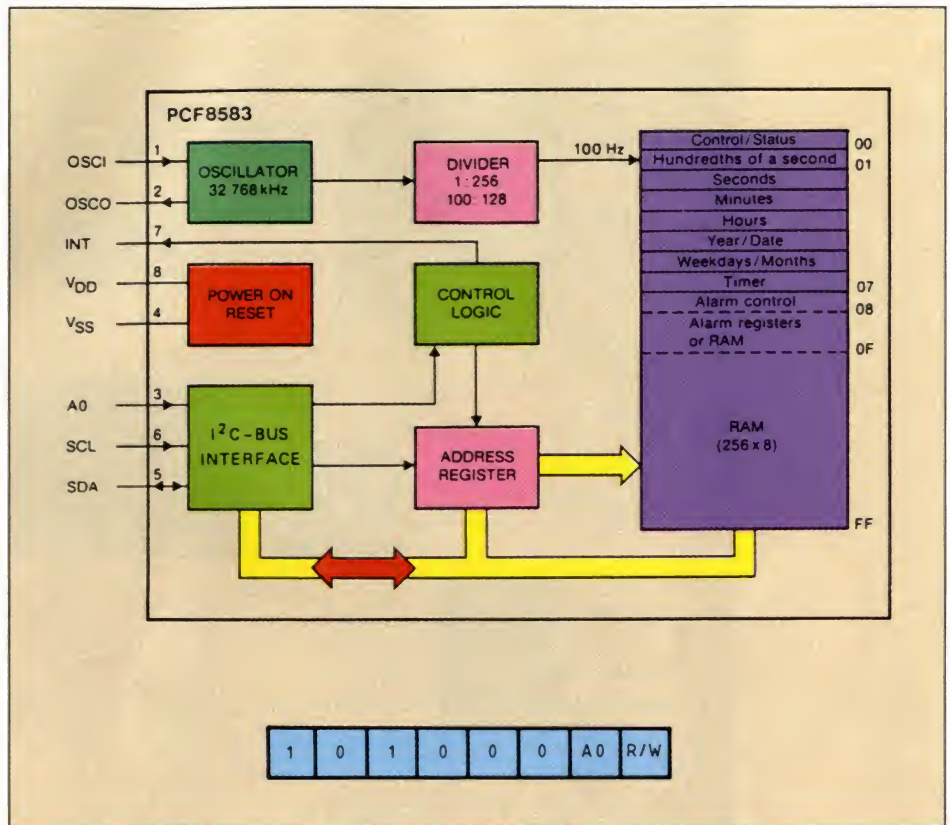 PCF8583
OSCI
1
OSCO
2
INT
7
VDD
8
VSS
4
A0
3
SCL
6
SDA
5
OSCILLATOR
32 768 kHz
DIVIDER
1 : 256
100 : 128
100 Hz
POWER ON
RESET
CONTROL
LOGIC
I²C-BUS
INTERFACE
ADDRESS
REGISTER
Control/Status
00
Hundredths of a second
01
Seconds
Minutes
Hours
Year/Date
Weekdays/Months
Timer
07
Alarm control
08
Alarm registers
or RAM
0F
RAM
(256 x 8)
FF
1 0 1 0 0 0 A0 R/W